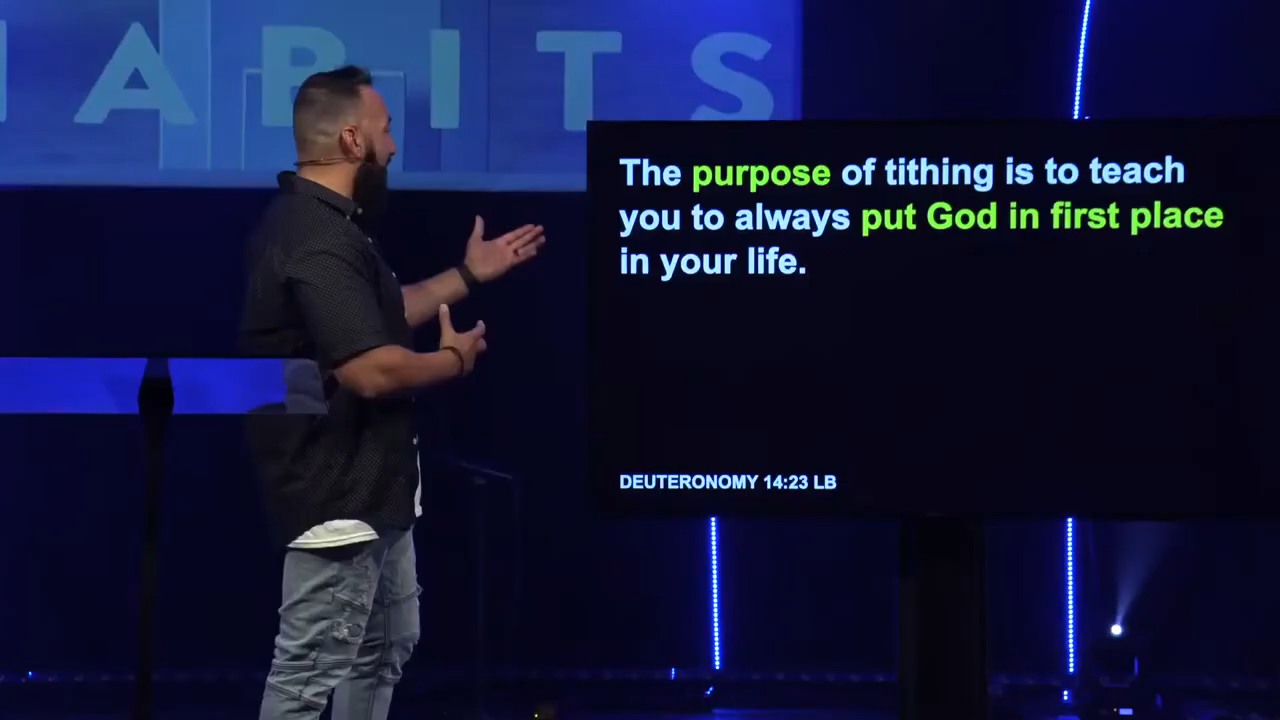 ABITS
The purpose of tithing is to teach
you to always put God in first place
in your life.
DEUTERONOMY 14:23 LB